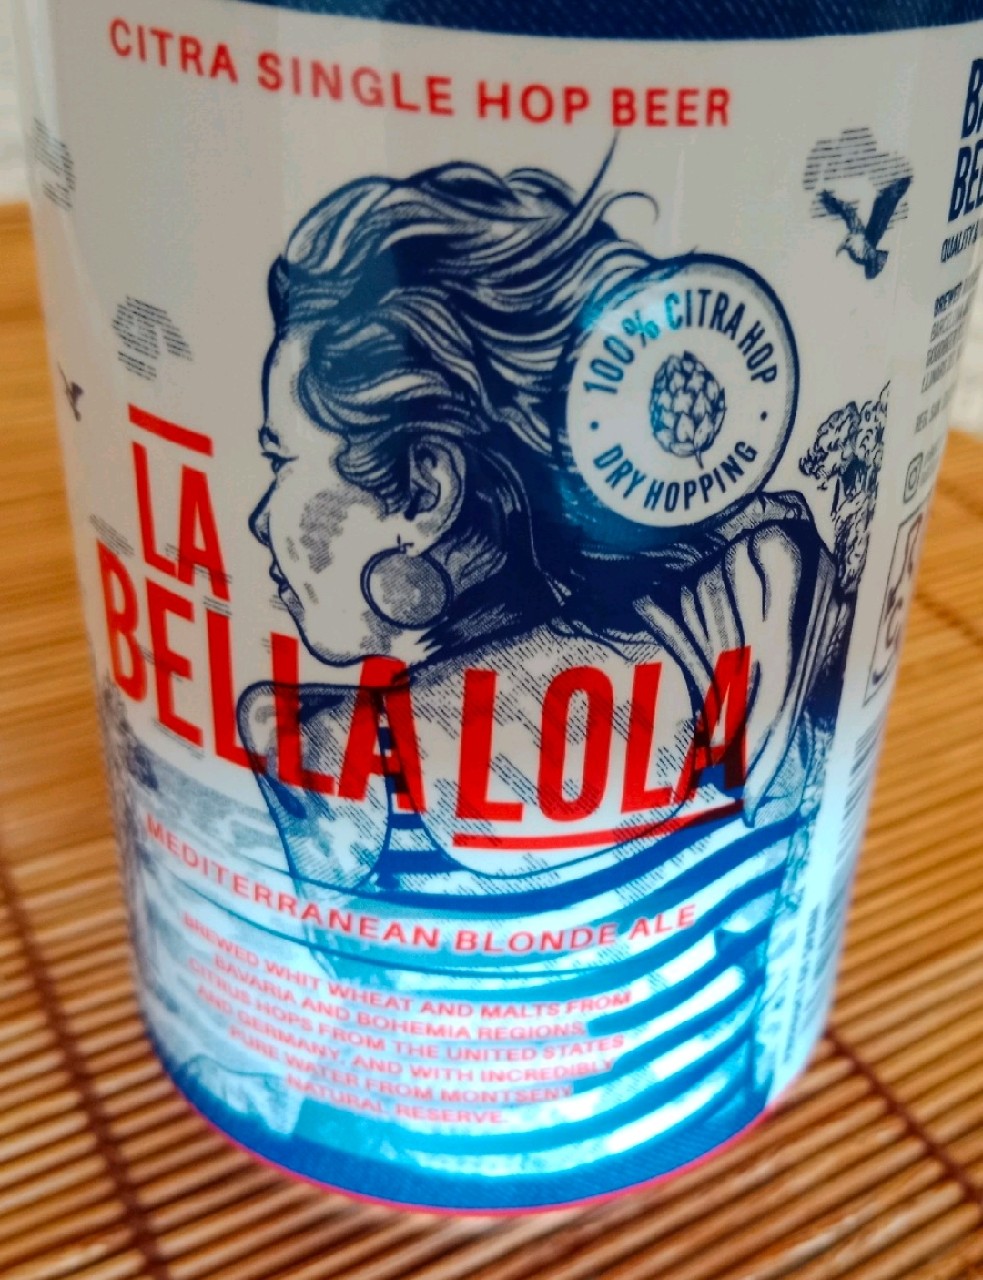 CITRA SINGLE HOP BEER
100% CITRA HOP
DRY HOPPING
LA
BELLA LOLA
MEDITERRANEAN BLONDE ALE
BREWED WHIT WHEAT AND MALTS FROM
BAVARIA AND BOHEMIA REGIONS,
CITRUS HOPS FROM THE UNITED STATES
AND GERMANY, AND WITH INCREDIBLY
PURE WATER FROM MONTSENY
NATURAL RESERVE.
QUALITY
BREWED